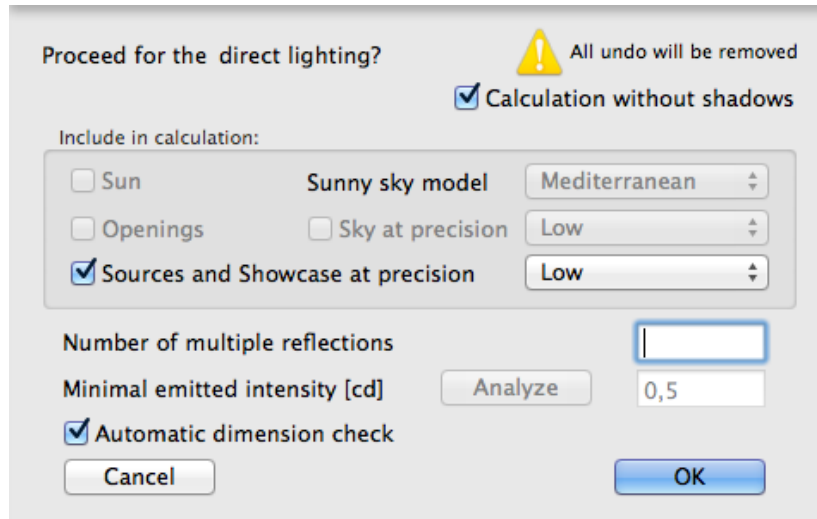 Proceed for the direct lighting?
All undo will be removed
Calculation without shadows
Include in calculation:
Sun Sunny sky model Mediterranean
Openings Sky at precision Low
Sources and Showcase at precision Low
Number of multiple reflections
Minimal emitted intensity [cd] Analyze 0,5
Automatic dimension check
Cancel OK